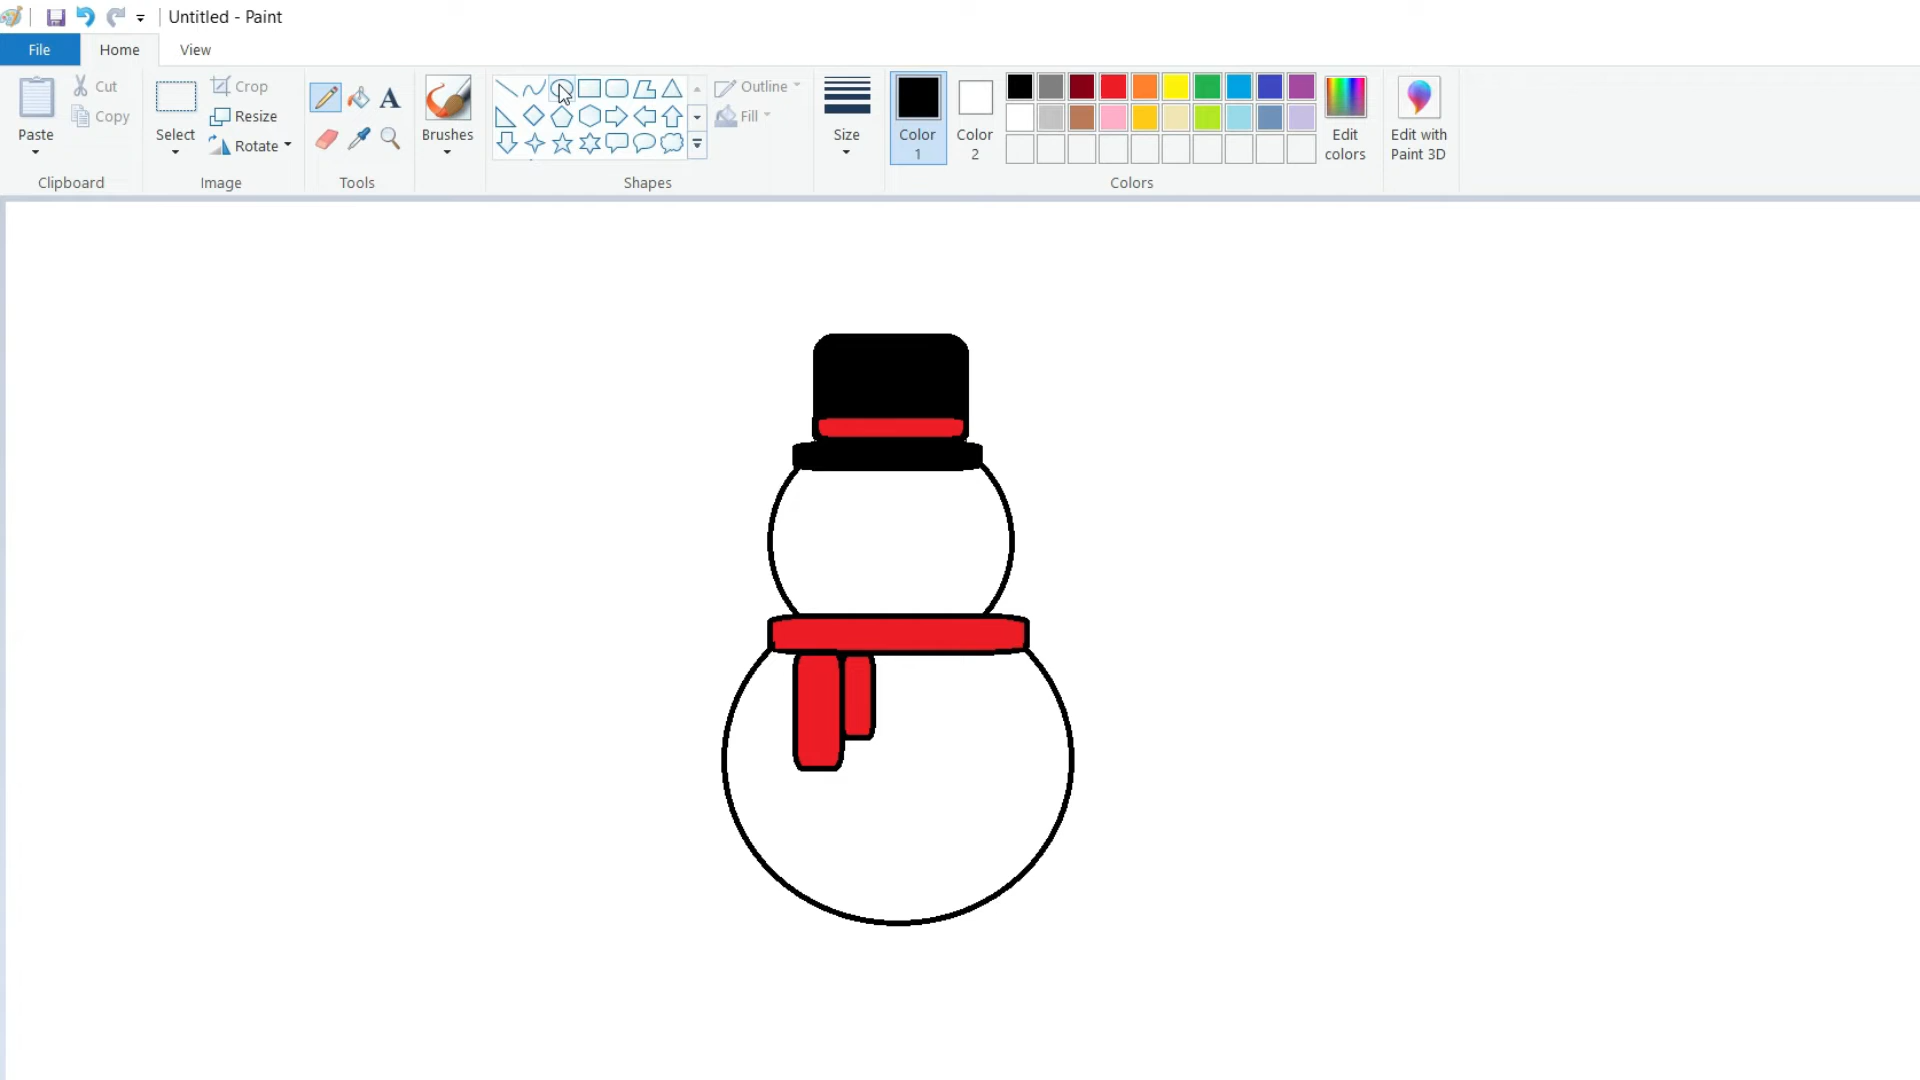 Untitled - Paint
File Home View
Paste
Cut
Copy
Clipboard
Select
Crop
Resize
Rotate
Image
A
Tools
Brushes
Outline
Fill
Shapes
Size
Color
1
Color
2
Colors
Edit
colors
Edit with
Paint 3D